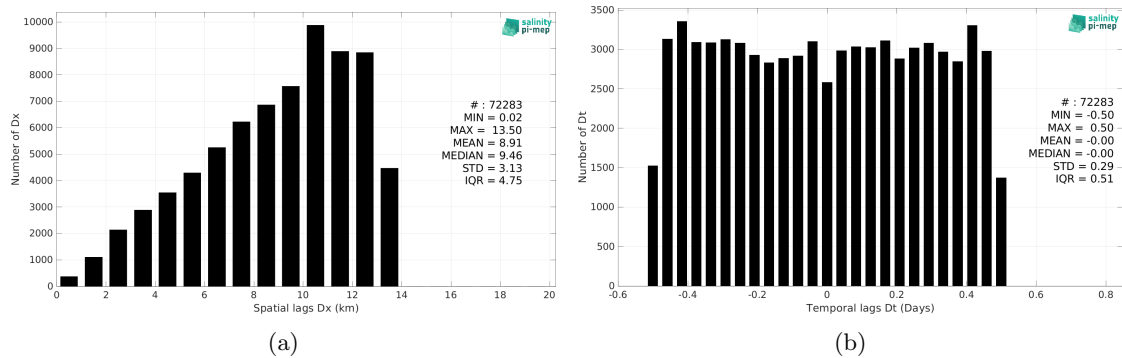 10000
9000
8000
7000
6000
5000
4000
3000
2000
1000
0
Number of Dx
0 2 4 6 8 10 12 14 16 18 20
Spatial lags Dx (km)
salinity
pi-mep
# : 72283
MIN = 0.02
MAX = 13.50
MEAN = 8.91
MEDIAN = 9.46
STD = 3.13
IQR = 4.75
(a)
3500
3000
2500
2000
1500
1000
500
0
Number of Dt
-0.6 -0.4 -0.2 0 0.2 0.4 0.6 0.8
Temporal lags Dt (Days)
salinity
pi-mep
# : 72283
MIN = -0.50
MAX = 0.50
MEAN = -0.00
MEDIAN = -0.00
STD = 0.29
IQR = 0.51
(b)